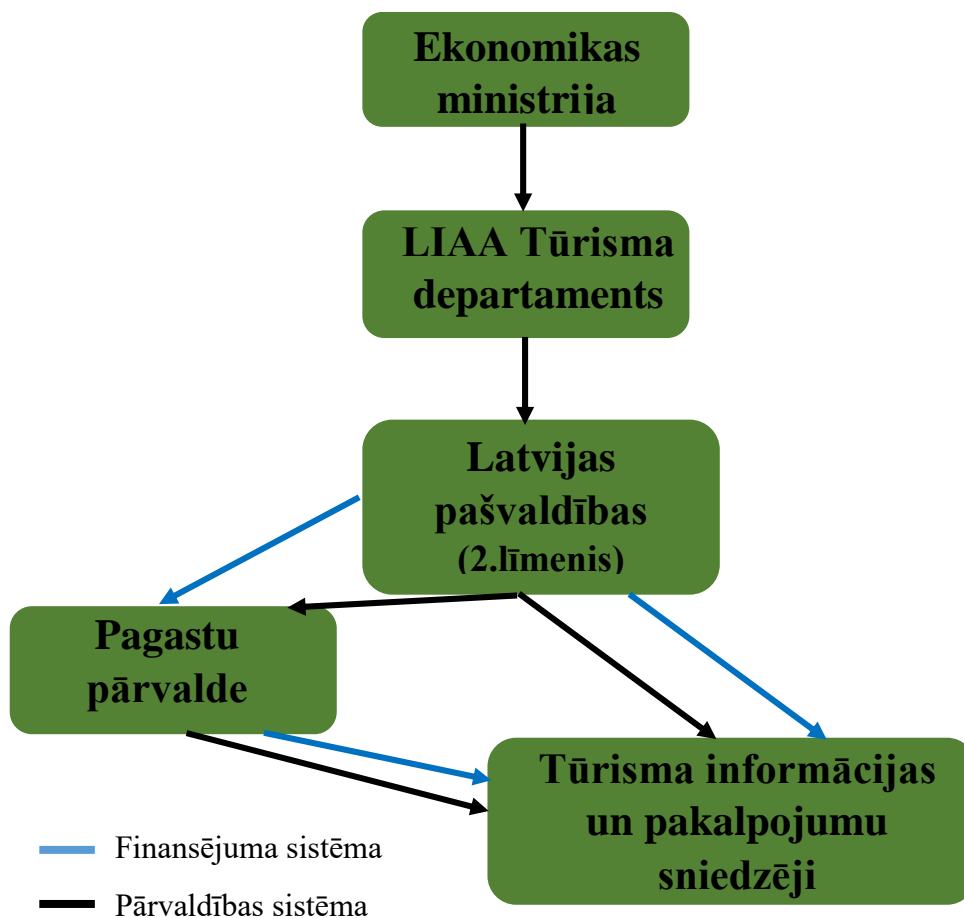 Ekonomikas
ministrija
LIAA Tūrisma
departaments
Latvijas
pašvaldības
(2.līmenis)
Pagastu
pārvalde
Tūrisma informācijas
un pakalpojumu
sniedzēji
Finansējuma sistēma
Pārvaldības sistēma